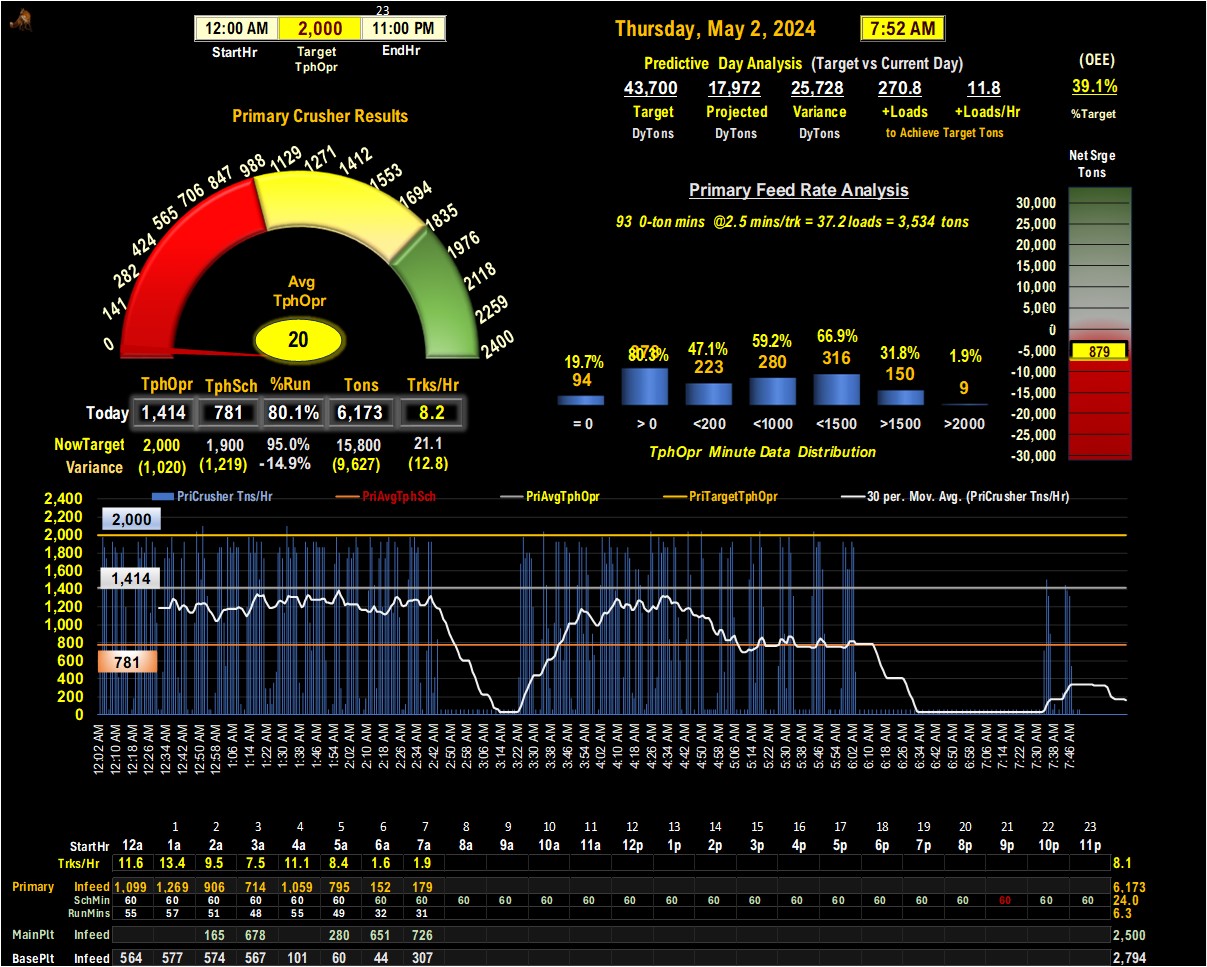 23
12:00 AM 2,000 11:00 PM
StartHr Target TphOpr EndHr
Thursday, May 2, 2024 7:52 AM
Predictive Day Analysis (Target vs Current Day)
43,700 17,972 25,728 270.8 11.8
Target Projected Variance +Loads +Loads/Hr
DyTons DyTons DyTons to Achieve Target Tons
(OEE)
39.1%
%Target
Primary Crusher Results
0 141 282 424 565 706 847 988 1129 1271 1412 1553 1694 1835 1976 2118 2259 2400
Avg
TphOpr
20
TphOpr TphSch %Run Tons Trks/Hr
Today 1,414 781 80.1% 6,173 8.2
NowTarget 2,000 1,900 95.0% 15,800 21.1
Variance (1,020) (1,219) -14.9% (9,627) (12.8)
Primary Feed Rate Analysis
93 0-ton mins @2.5 mins/trk = 37.2 loads = 3,534 tons
19.7% 80.3% 47.1% 59.2% 66.9% 31.8% 1.9%
94 223 280 316 150 9
= 0 > 0 <200 <1000 <1500 >1500 >2000
TphOpr Minute Data Distribution
Net Srge
Tons
30,000
25,000
20,000
15,000
10,000
5,000
0
-5,000
879
-10,000
-15,000
-20,000
-25,000
-30,000
PriCrusher Tns/Hr PriAvgTphSch PriAvgTphOpr PriTargetTphOpr 30 per. Mov. Avg. (PriCrusher Tns/Hr)
2,400
2,200
2,000
1,800
1,600
1,400
1,200
1,000
800
600
400
200
0
2,000
1,414
781
12:02 AM 12:10 AM 12:18 AM 12:26 AM 12:34 AM 12:42 AM 12:50 AM 12:58 AM 1:06 AM 1:14 AM 1:22 AM 1:30 AM 1:38 AM 1:46 AM 1:54 AM 2:02 AM 2:10 AM 2:18 AM 2:26 AM 2:34 AM 2:42 AM 2:50 AM 2:58 AM 3:06 AM 3:14 AM 3:22 AM 3:30 AM 3:38 AM 3:46 AM 3:54 AM 4:02 AM 4:10 AM 4:18 AM 4:26 AM 4:34 AM 4:42 AM 4:50 AM 4:58 AM 5:06 AM 5:14 AM 5:22 AM 5:30 AM 5:38 AM 5:46 AM 5:54 AM 6:02 AM 6:10 AM 6:18 AM 6:26 AM 6:34 AM 6:42 AM 6:50 AM 6:58 AM 7:06 AM 7:14 AM 7:22 AM 7:30 AM 7:38 AM 7:46 AM
1 2 3 4 5 6 7 8 9 10 11 12 13 14 15 16 17 18 19 20 21 22 23
StartHr 12a 1a 2a 3a 4a 5a 6a 7a 8a 9a 10a 11a 12p 1p 2p 3p 4p 5p 6p 7p 8p 9p 10p 11p
Trks/Hr 11.6 13.4 9.5 7.5 11.1 8.4 1.6 1.9 8.1
Primary Infeed 1,099 1,269 906 714 1,059 795 152 179 6,173
SchMin 60 60 60 60 60 60 60 60 60 60 60 60 60 60 60 60 60 60 60 60 60 60 60 60 24.0
RunMins 55 57 51 48 55 49 32 31 6.3
MainPlt Infeed 165 678 280 651 726 2,500
BasePlt Infeed 564 577 574 567 101 60 44 307 2,794